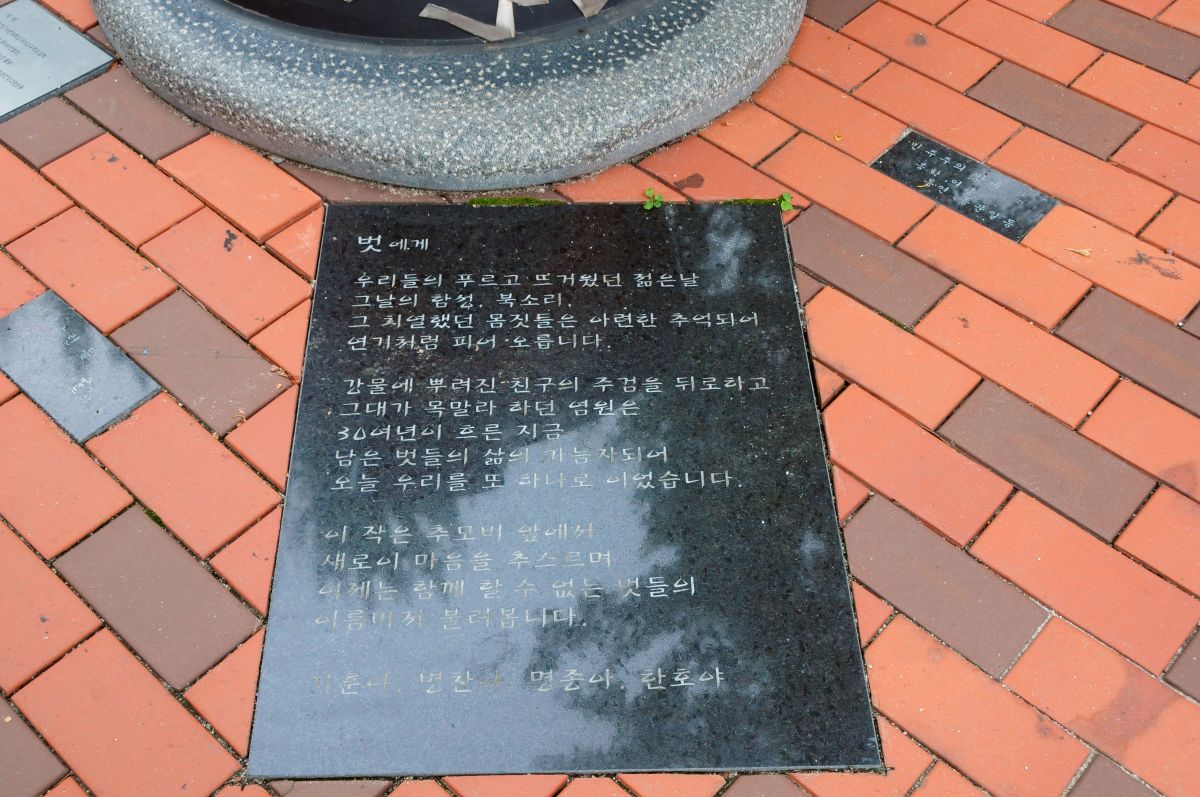 벗에게
우리들의 푸르고 뜨거웠던 젊은날
그날의 함성, 북소리,
그 치열했던 몸짓들은 아련한 추억되어
연기처럼 피어 오릅니다.
강물에 뿌려진 친구의 주검을 뒤로하고
그대가 목말라 하던 염원은
30여년이 흐른 지금
남은 벗들의 삶의 가늠자되어
오늘 우리를 또 하나로 이었습니다.
이 작은 추모비 앞에서
새로이 마음을 추스르며
이제는 함께 할 수 없는 벗들의
이름마저 불러봅니다.
병찬아, 명종아, 한호야
민주주의